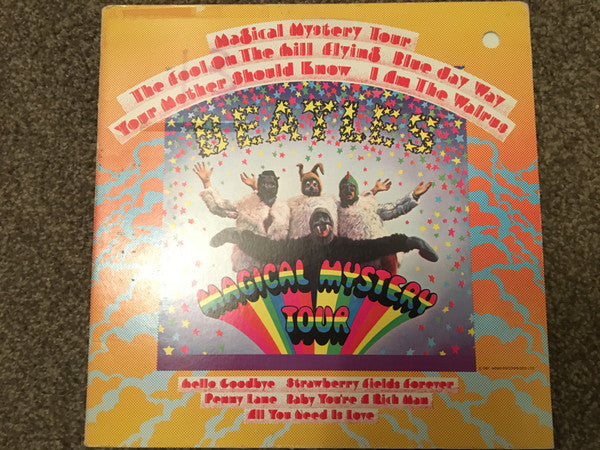 Magical Mystery Tour
The Fool On The Hill Flying Blue Jay Way
Your Mother Should Know I Am The Walrus
BEATLES
MAGICAL MYSTERY
TOUR
Hello Goodbye Strawberry Fields Forever
Penny Lane Baby You're A Rich Man
All You Need Is Love